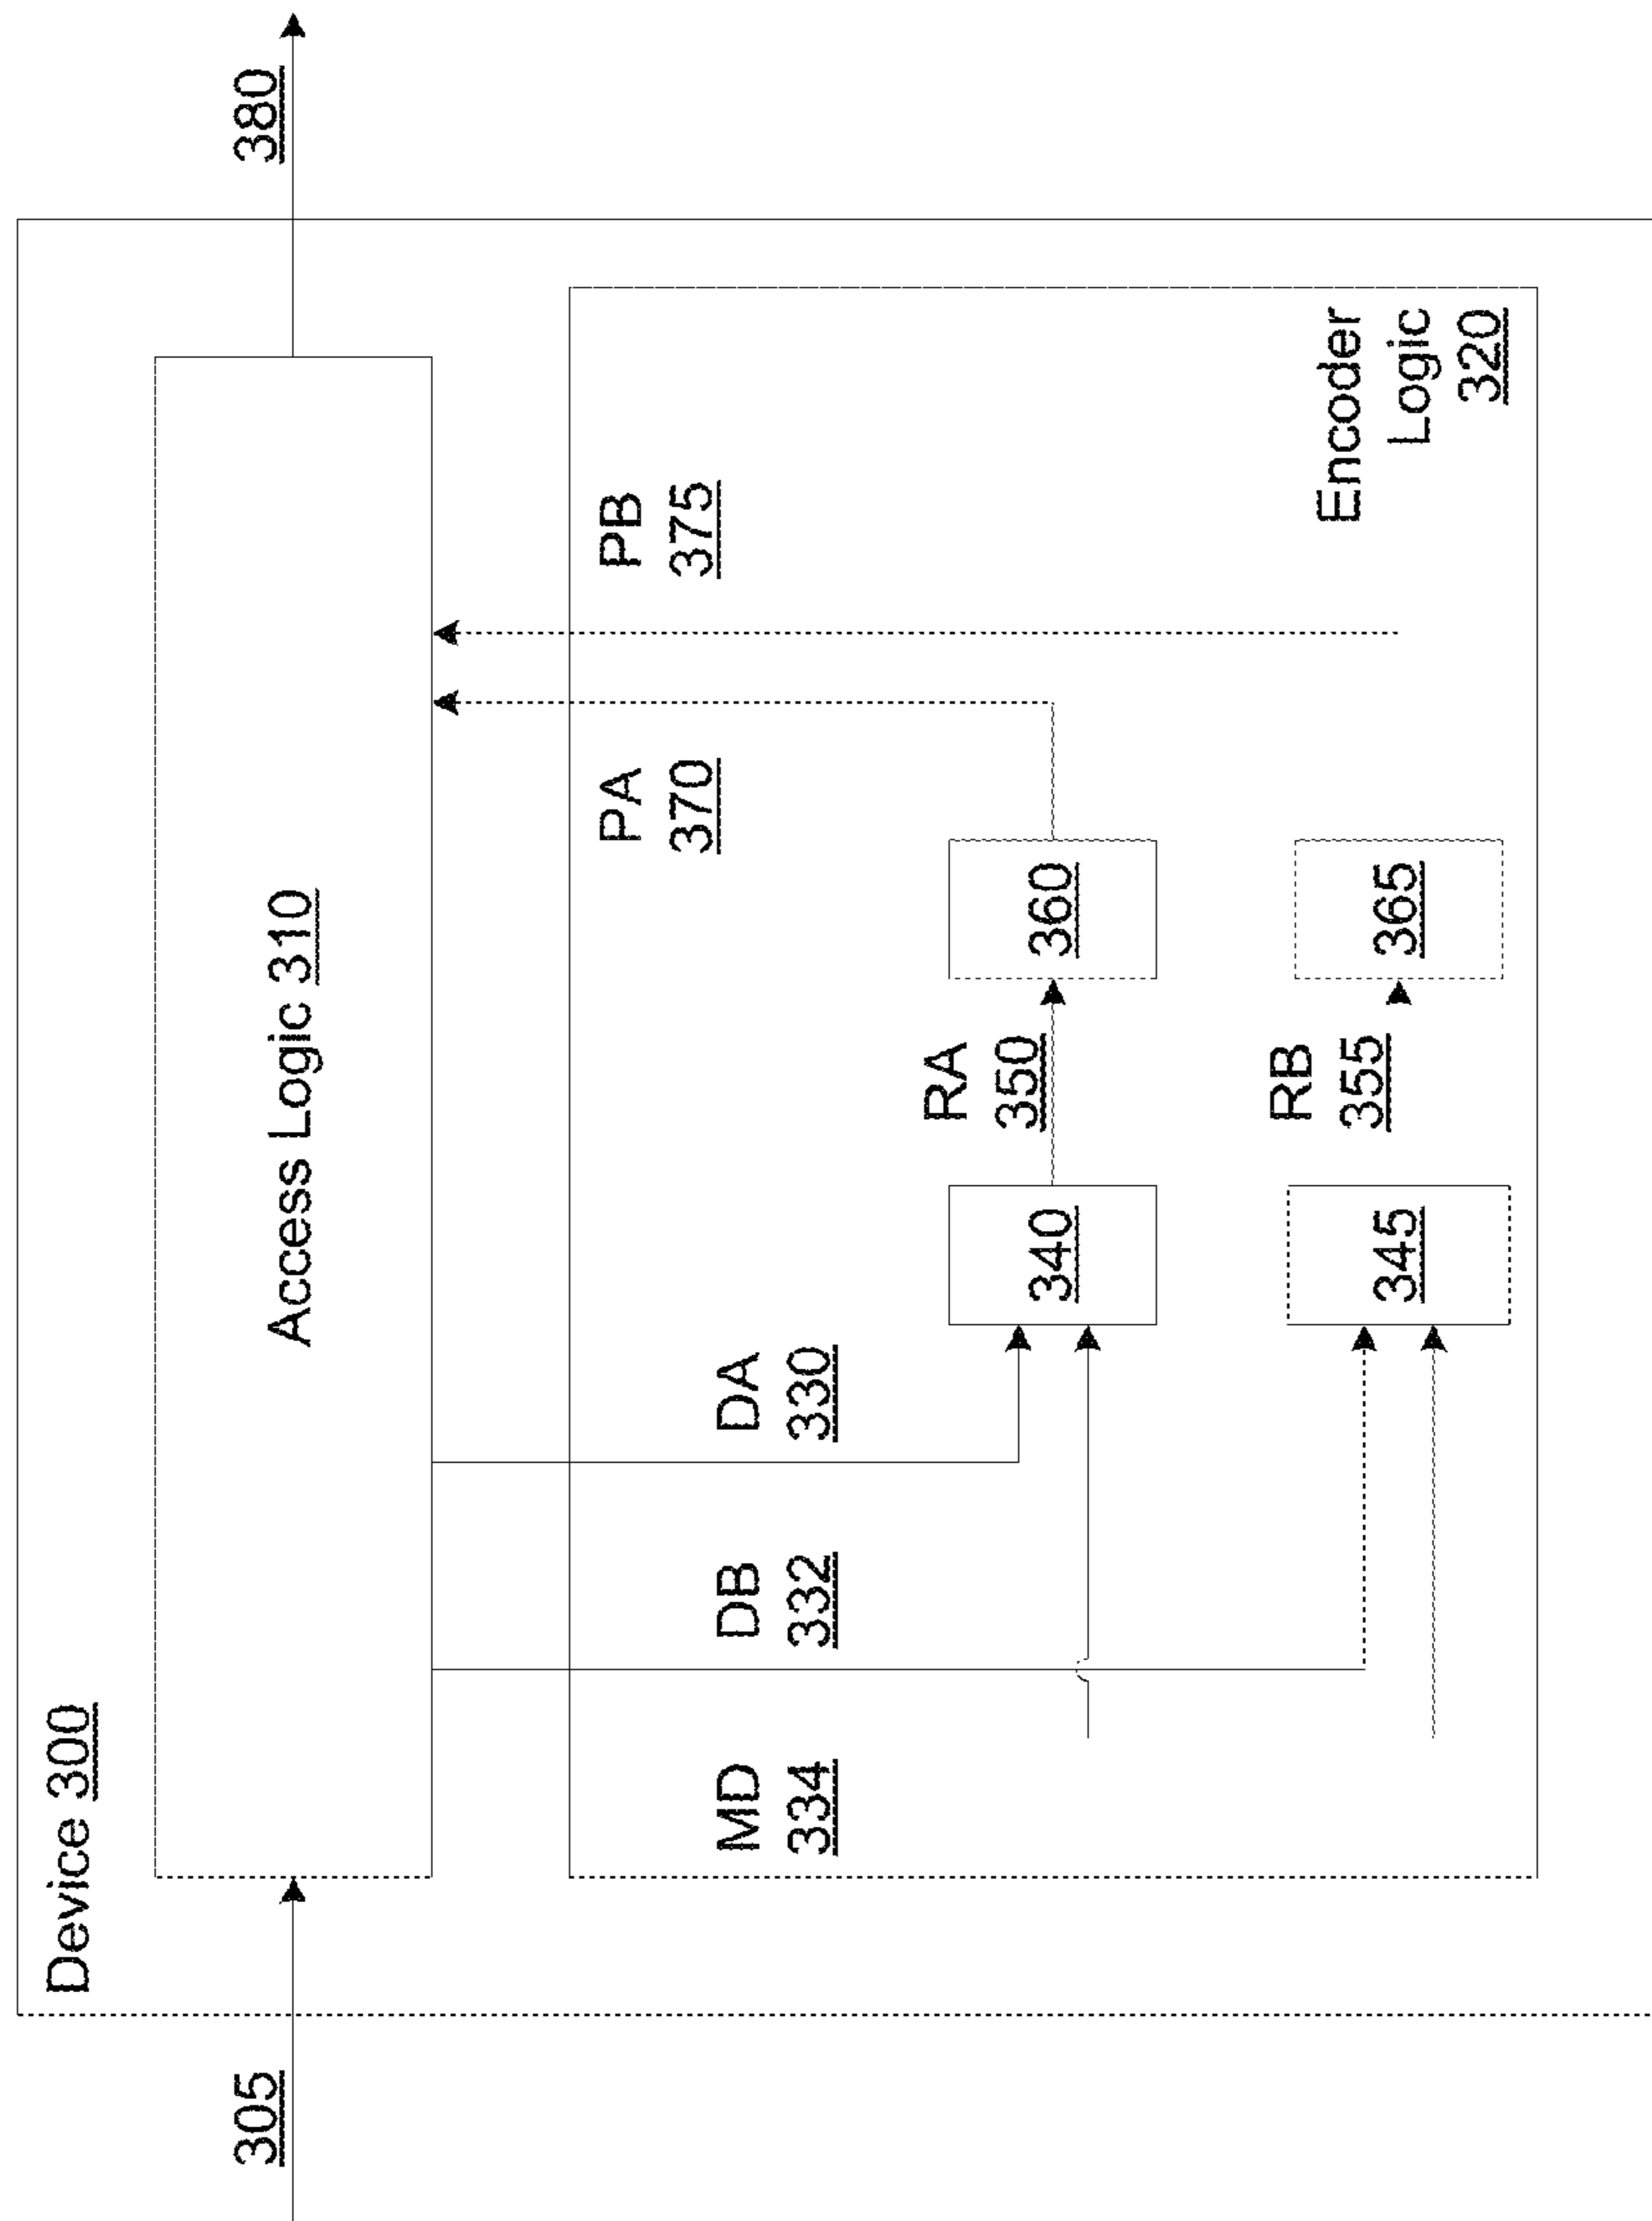 Device 300
305
Access Logic 310
380
MD
334
DB
332
DA
330
PA
370
PB
375
340
RA
350
360
345
RB
355
365
Encoder
Logic
320